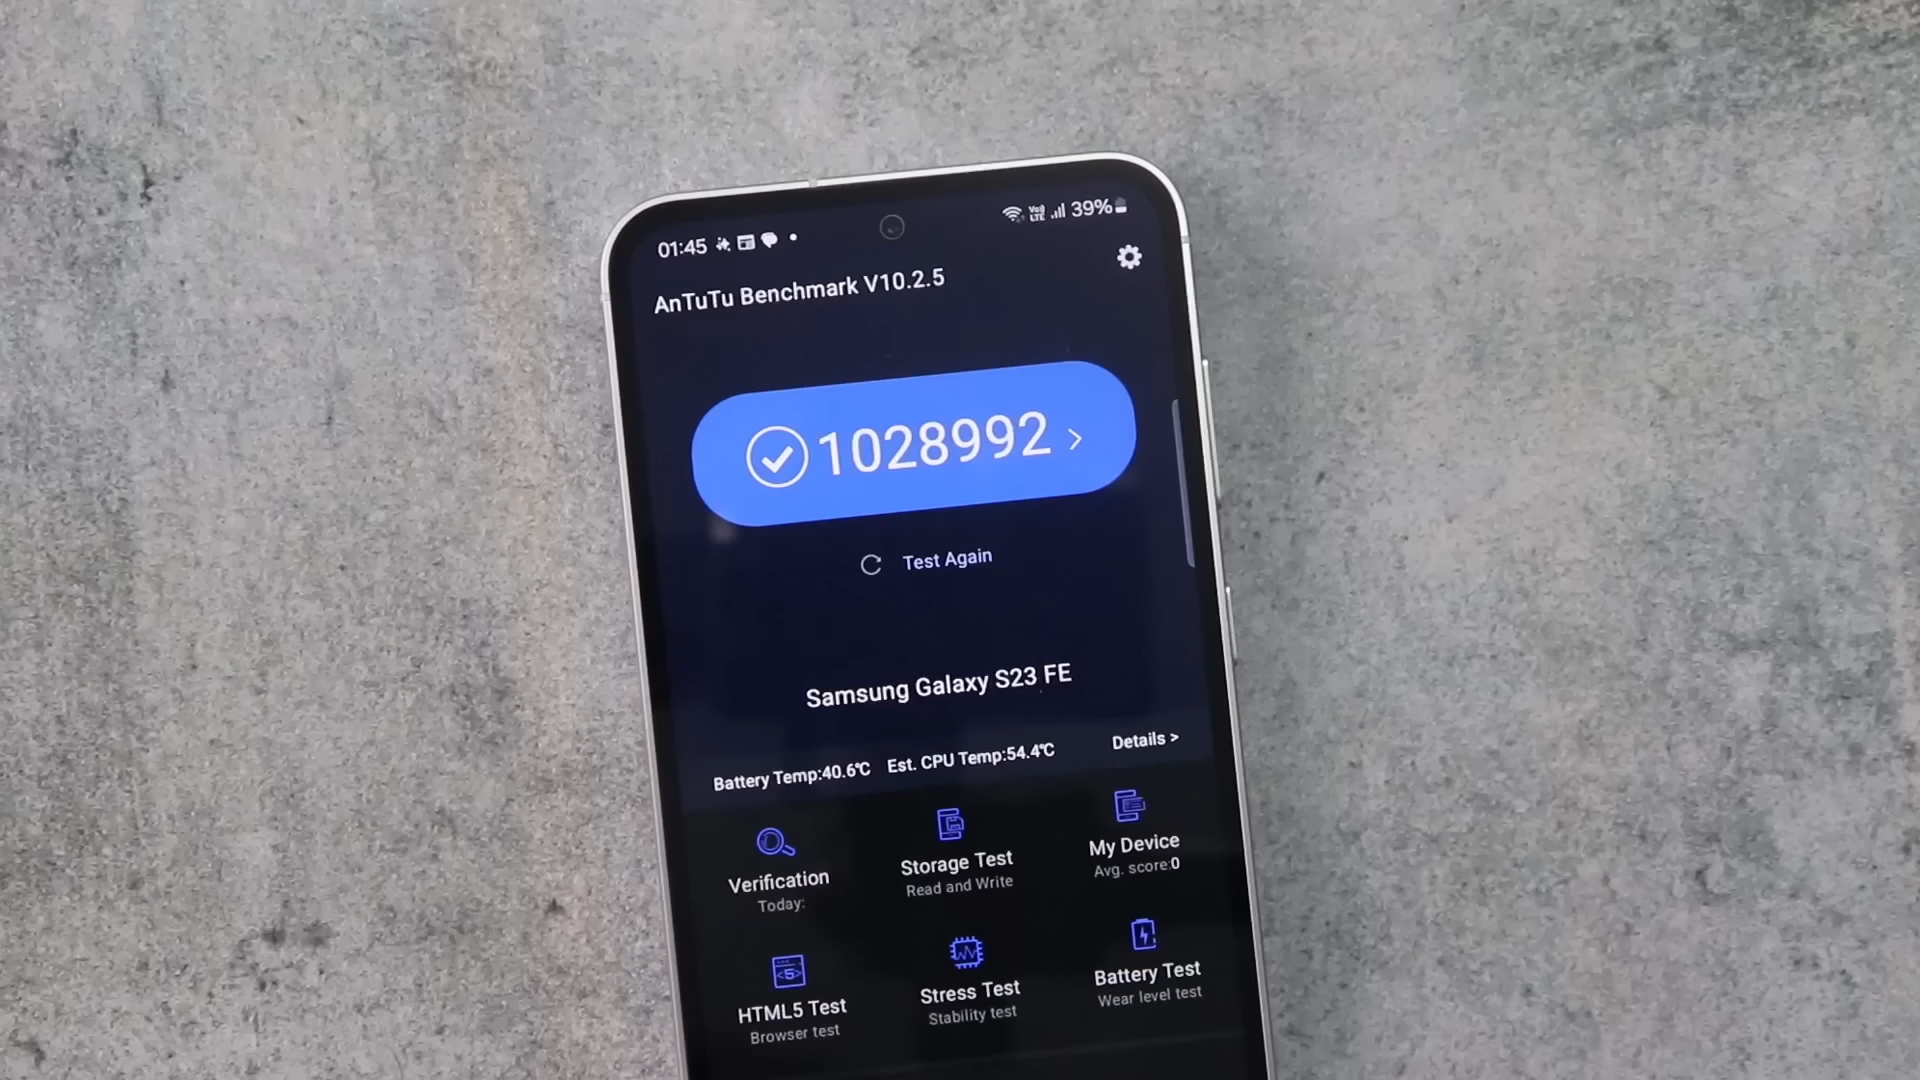 01:45
VoLTE 39%
AnTuTu Benchmark V10.2.5
1028992 >
Test Again
Samsung Galaxy S23 FE
Battery Temp:40.6℃ Est. CPU Temp:54.4℃ Details >
Verification
Today:
Storage Test
Read and Write
My Device
Avg. score:0
HTML5 Test
Browser test
Stress Test
Stability test
Battery Test
Wear level test